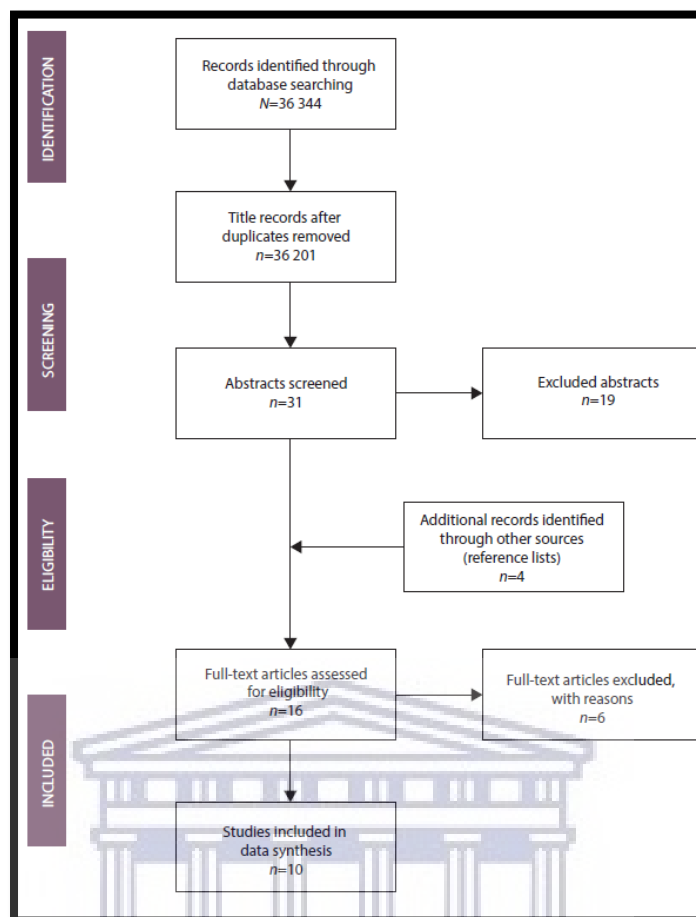 IDENTIFICATION
Records identified through
database searching
N=36 344
Title records after
duplicates removed
n=36 201
SCREENING
Abstracts screened
n=31
Excluded abstracts
n=19
ELIGIBILITY
Additional records identified
through other sources
(reference lists)
n=4
Full-text articles assessed
for eligibility
n=16
Full-text articles excluded,
with reasons
n=6
INCLUDED
Studies included in
data synthesis
n=10